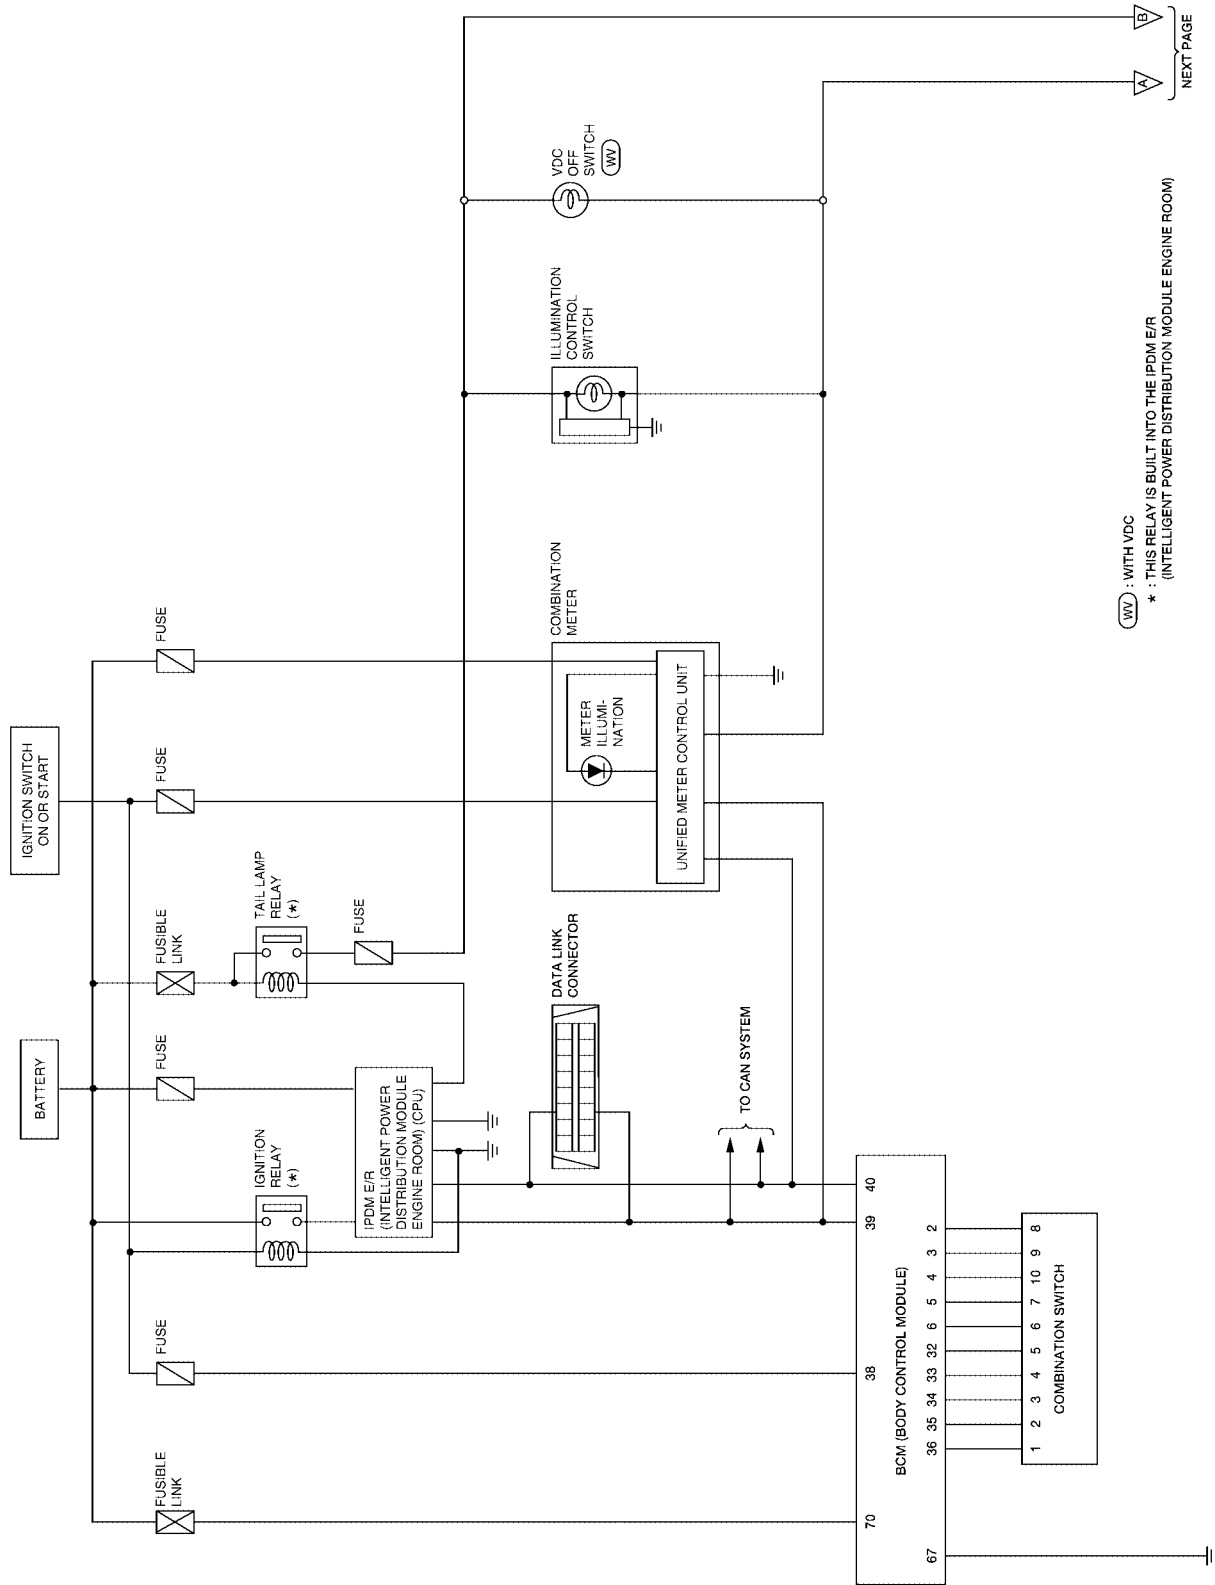 BATTERY
IGNITION SWITCH
ON OR START
FUSIBLE
LINK
FUSE
IGNITION
RELAY
(*)
FUSE
FUSIBLE
LINK
TAIL LAMP
RELAY
(*)
FUSE
FUSE
FUSE
IPDM E/R
(INTELLIGENT POWER
DISTRIBUTION MODULE
ENGINE ROOM) (CPU)
DATA LINK
CONNECTOR
COMBINATION
METER
METER
ILLUMI-
NATION
UNIFIED METER CONTROL UNIT
ILLUMINATION
CONTROL
SWITCH
VDC
OFF
SWITCH
WV
TO CAN SYSTEM
70 38 39 40
BCM (BODY CONTROL MODULE)
67 36 35 34 33 32 6 5 4 3 2
1 2 3 4 5 6 7 10 9 8
COMBINATION SWITCH
A B
NEXT PAGE
WV : WITH VDC
* : THIS RELAY IS BUILT INTO THE IPDM E/R
(INTELLIGENT POWER DISTRIBUTION MODULE ENGINE ROOM)